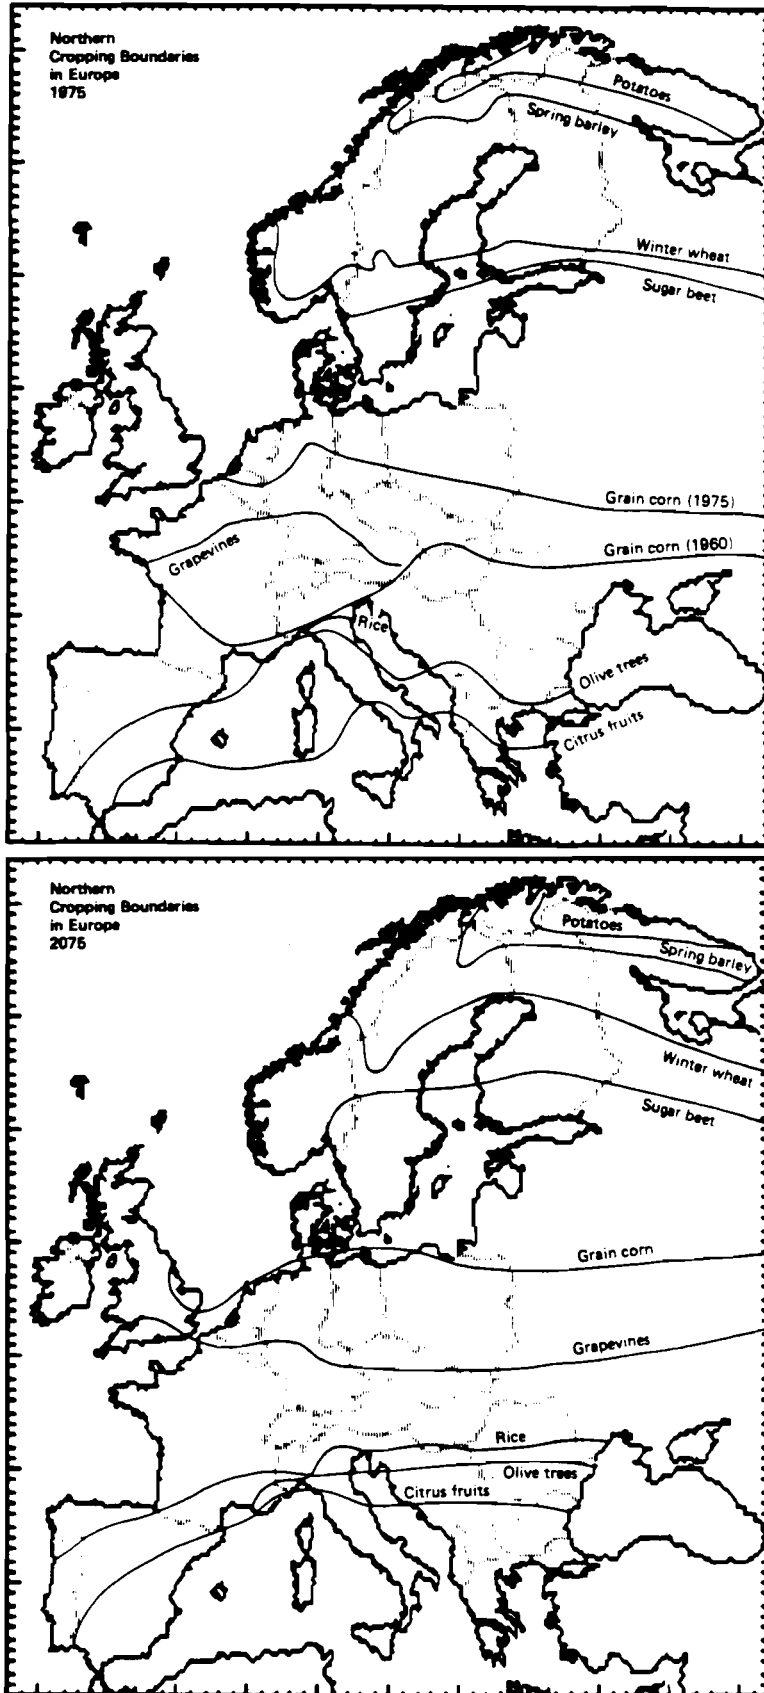 Northern
Cropping Boundaries
in Europe
1975
Potatoes
Spring barley
Winter wheat
Sugar beet
Grain corn (1975)
Grain corn (1960)
Grapevines
Rice
Olive trees
Citrus fruits
Northern
Cropping Boundaries
in Europe
2075
Potatoes
Spring barley
Winter wheat
Sugar beet
Grain corn
Grapevines
Rice
Olive trees
Citrus fruits